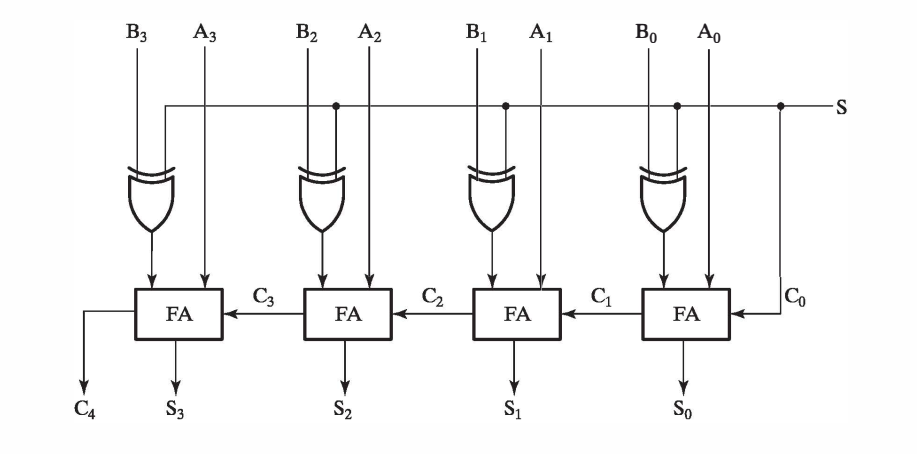 B₃ A₃ B₂ A₂ B₁ A₁ B₀ A₀
S
FA C₃ FA C₂ FA C₁ FA C₀
C₄ S₃ S₂ S₁ S₀